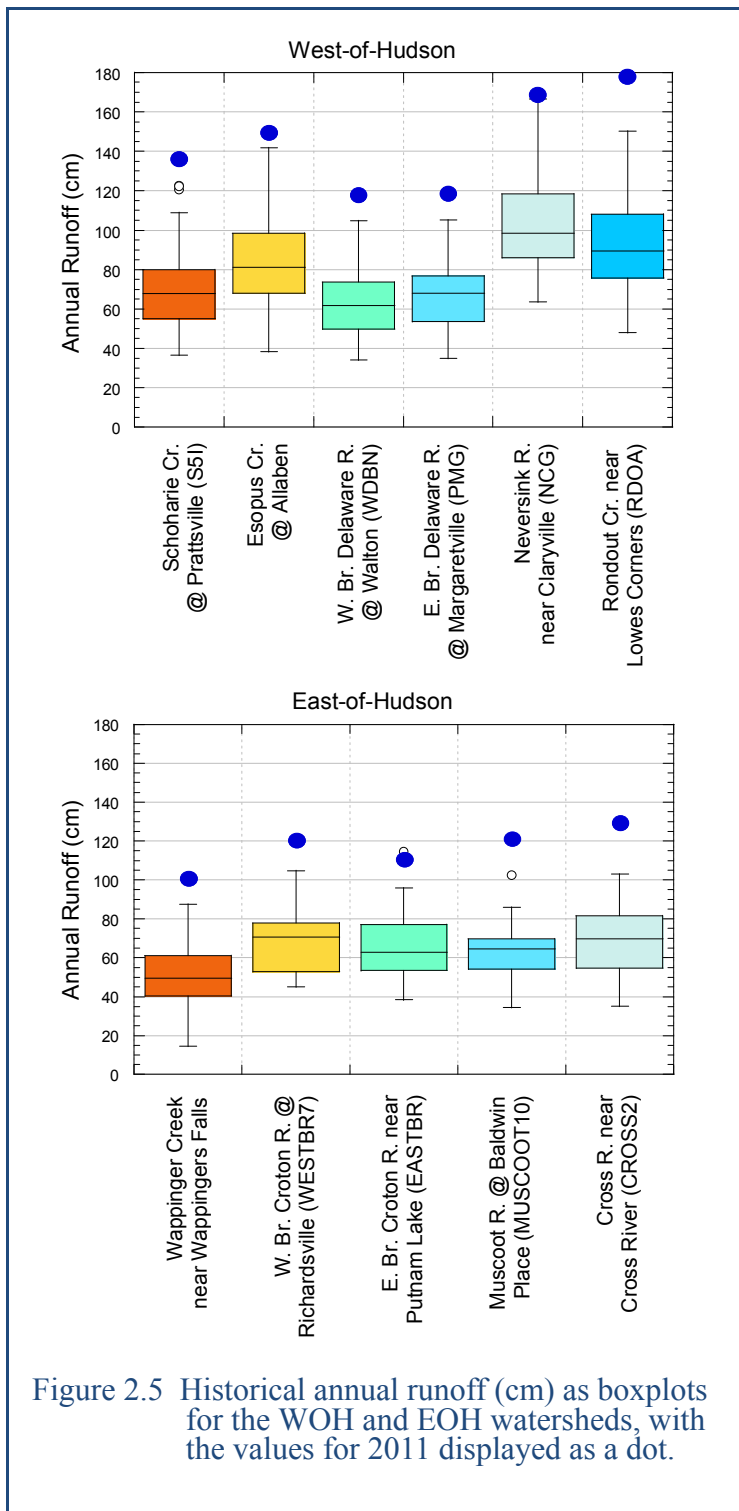 West-of-Hudson
Annual Runoff (cm)
180
160
140
120
100
80
60
40
20
0
Schoharie Cr.
@ Prattsville (S5I)
Esopus Cr.
@ Allaben
W. Br. Delaware R.
@ Walton (WDBN)
E. Br. Delaware R.
@ Margaretville (PMG)
Neversink R.
near Claryville (NCG)
Rondout Cr. near
Lowes Corners (RDOA)
East-of-Hudson
Annual Runoff (cm)
180
160
140
120
100
80
60
40
20
0
Wappinger Creek
near Wappingers Falls
W. Br. Croton R. @
Richardsville (WESTBR7)
E. Br. Croton R. near
Putnam Lake (EASTBR)
Muscoot R. @ Baldwin
Place (MUSCOOT10)
Cross R. near
Cross River (CROSS2)
Figure 2.5 Historical annual runoff (cm) as boxplots
for the WOH and EOH watersheds, with
the values for 2011 displayed as a dot.